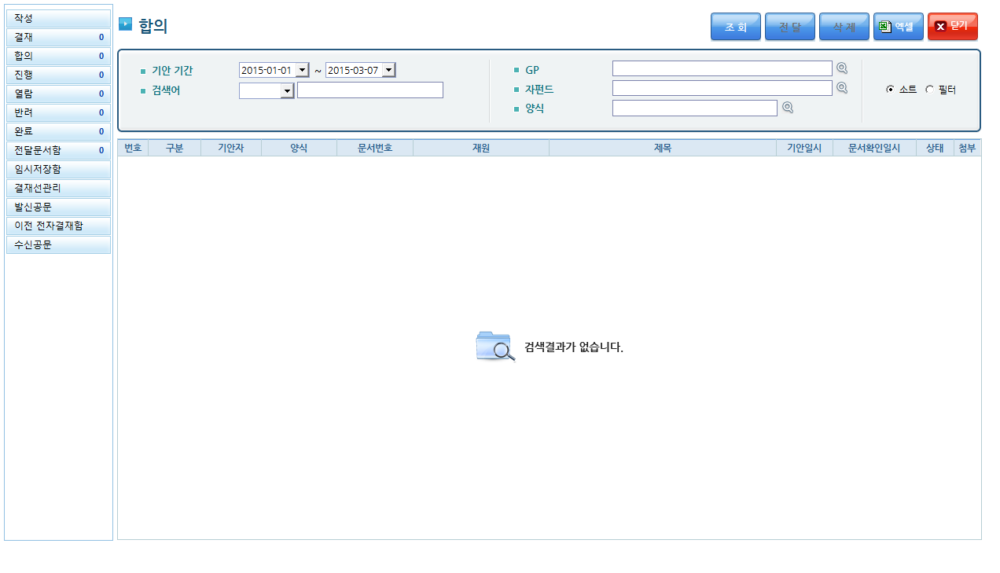 작성
결재 0
합의 0
진행 0
열람 0
반려 0
완료 0
전달문서함 0
임시저장함
결재선관리
발신공문
이전 전자결재함
수신공문
합의
조 회 전 달 삭 제 엑셀 닫기
기안 기간 2015-01-01 ~ 2015-03-07
검색어
GP
자펀드
양식
소트 필터
번호 구분 기안자 양식 문서번호 재원 제목 기안일시 문서확인일시 상태 첨부
검색결과가 없습니다.